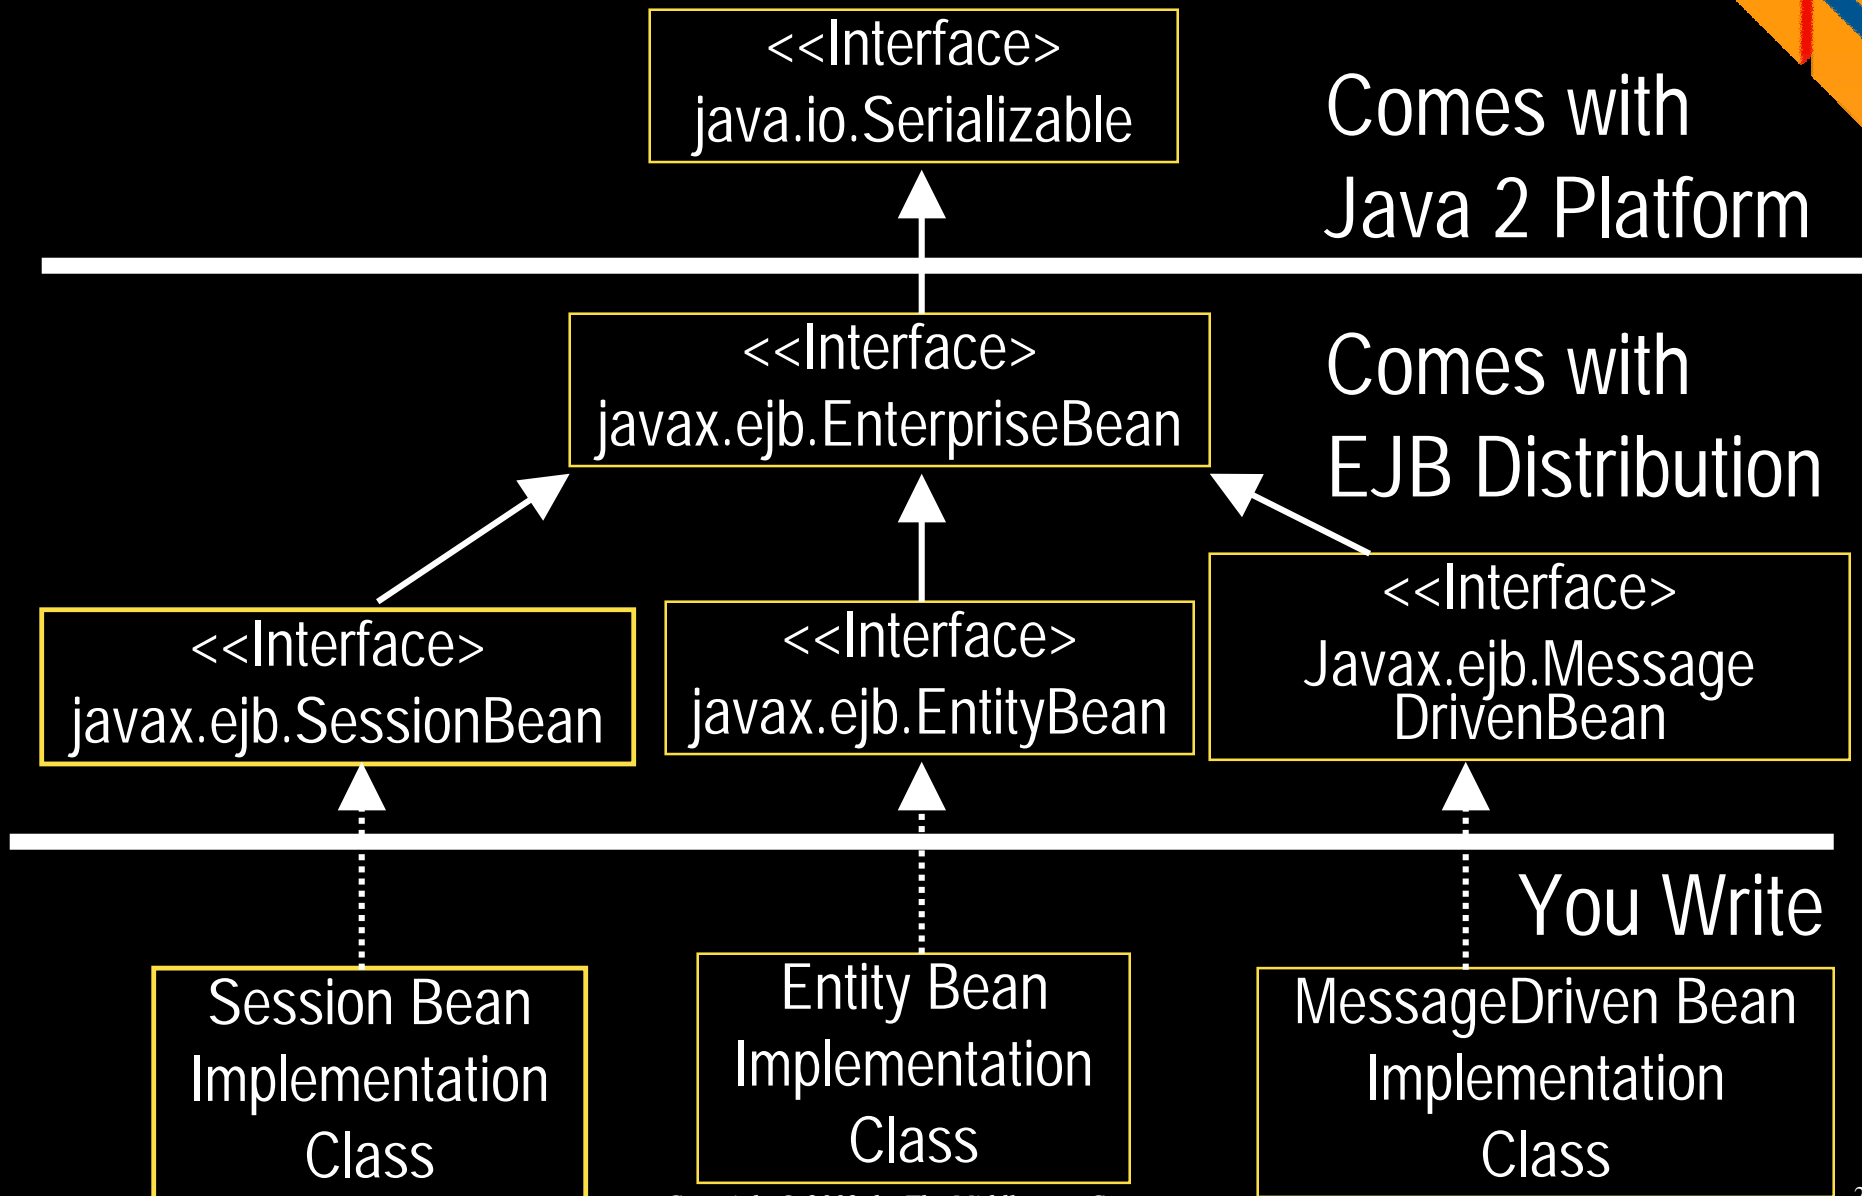 <<Interface>
java.io.Serializable
Comes with
Java 2 Platform
<<Interface>
javax.ejb.EnterpriseBean
Comes with
EJB Distribution
<<Interface>
javax.ejb.SessionBean
<<Interface>
javax.ejb.EntityBean
<<Interface>
Javax.ejb.Message
DrivenBean
You Write
Session Bean
Implementation
Class
Entity Bean
Implementation
Class
MessageDriven Bean
Implementation
Class